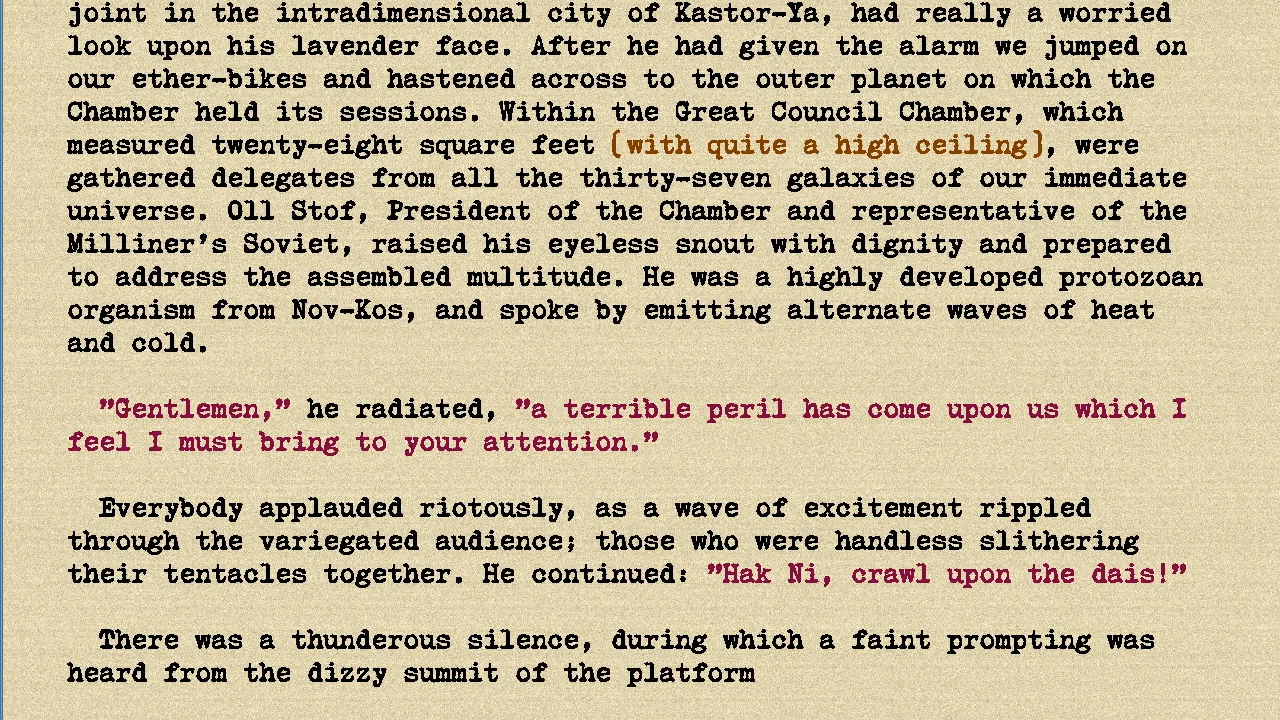 joint in the intradimensional city of Kastor-Ya, had really a worried
look upon his lavender face. After he had given the alarm we jumped on
our ether-bikes and hastened across to the outer planet on which the
Chamber held its sessions. Within the Great Council Chamber, which
measured twenty-eight square feet (with quite a high ceiling), were
gathered delegates from all the thirty-seven galaxies of our immediate
universe. Oll Stof, President of the Chamber and representative of the
Milliner’s Soviet, raised his eyeless snout with dignity and prepared
to address the assembled multitude. He was a highly developed protozoan
organism from Nov-Kos, and spoke by emitting alternate waves of heat
and cold.
”Gentlemen,” he radiated, ”a terrible peril has come upon us which I
feel I must bring to your attention.”
Everybody applauded riotously, as a wave of excitement rippled
through the variegated audience; those who were handless slithering
their tentacles together. He continued: ”Hak Ni, crawl upon the dais!”
There was a thunderous silence, during which a faint prompting was
heard from the dizzy summit of the platform